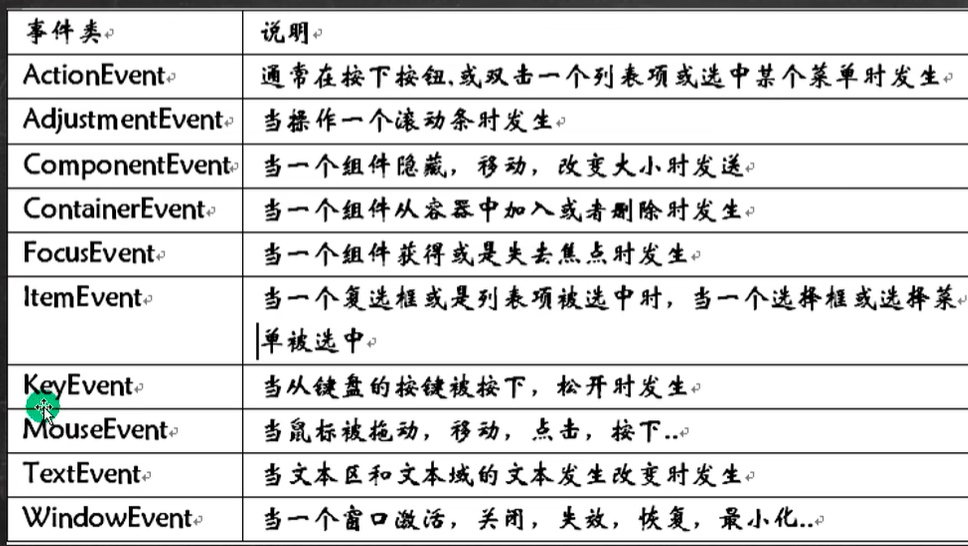 事件类 说明
ActionEvent 通常在按下按钮,或双击一个列表项或选中某个菜单时发生
AdjustmentEvent 当操作一个滚动条时发生
ComponentEvent 当一个组件隐藏，移动，改变大小时发送
ContainerEvent 当一个组件从容器中加入或者删除时发生
FocusEvent 当一个组件获得或是失去焦点时发生
ItemEvent 当一个复选框或是列表项被选中时，当一个选择框或选择菜
单被选中
KeyEvent 当从键盘的按键被按下，松开时发生
MouseEvent 当鼠标被拖动，移动，点击，按下..
TextEvent 当文本区和文本域的文本发生改变时发生
WindowEvent 当一个窗口激活，关闭，失效，恢复，最小化..